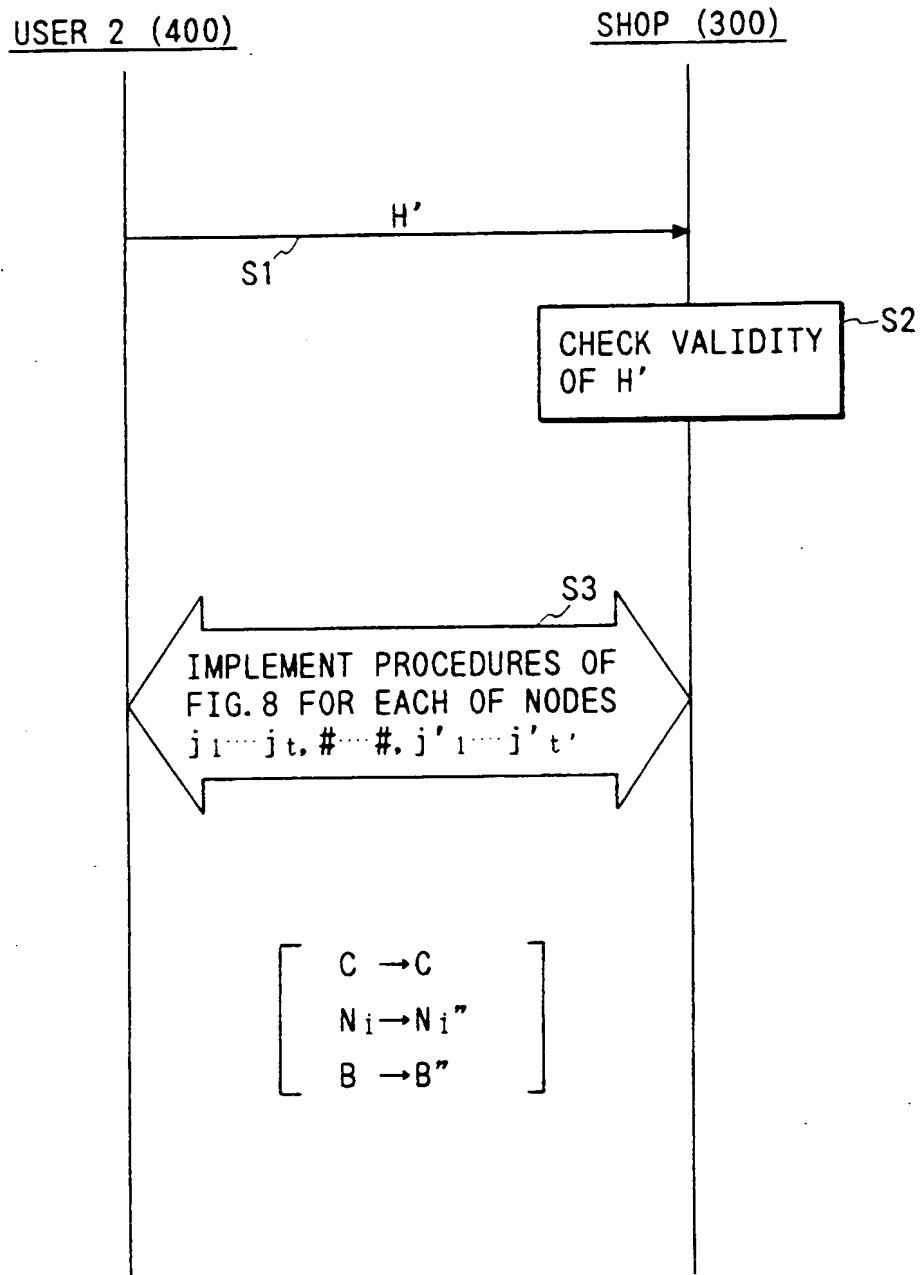 USER 2 (400)
SHOP (300)
H'
S1
CHECK VALIDITY
OF H'
S2
S3
IMPLEMENT PROCEDURES OF
FIG. 8 FOR EACH OF NODES
j1····jt, #····#, j'1····j't'
C → C
Ni → Ni"
B → B"